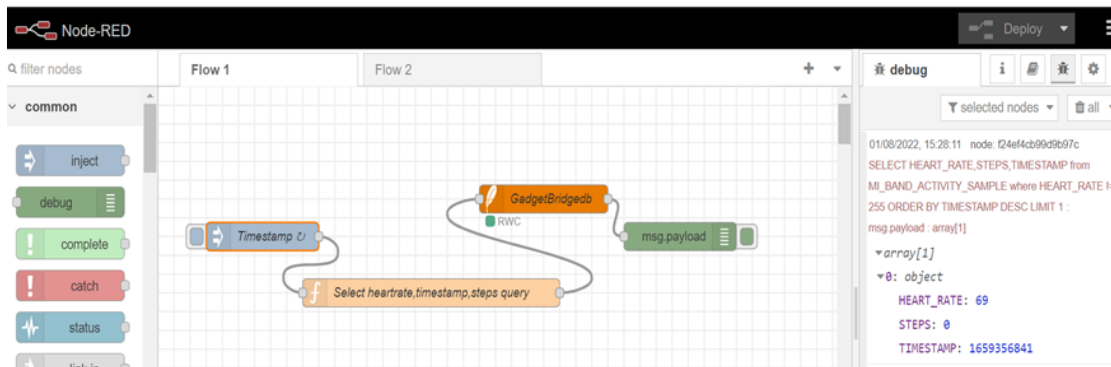 Node-RED
Deploy
filter nodes
Flow 1
Flow 2
debug
i
common
selected nodes
all
inject
debug
complete
catch
status
Timestamp ↻
Select heartrate,timestamp,steps query
GadgetBridgedb
RWC
msg.payload
01/08/2022, 15:28:11 node: f24ef4cb99d9b97c
SELECT HEART_RATE,STEPS,TIMESTAMP from
MI_BAND_ACTIVITY_SAMPLE where HEART_RATE !=
255 ORDER BY TIMESTAMP DESC LIMIT 1 :
msg.payload : array[1]
array[1]
0: object
HEART_RATE: 69
STEPS: 0
TIMESTAMP: 1659356841